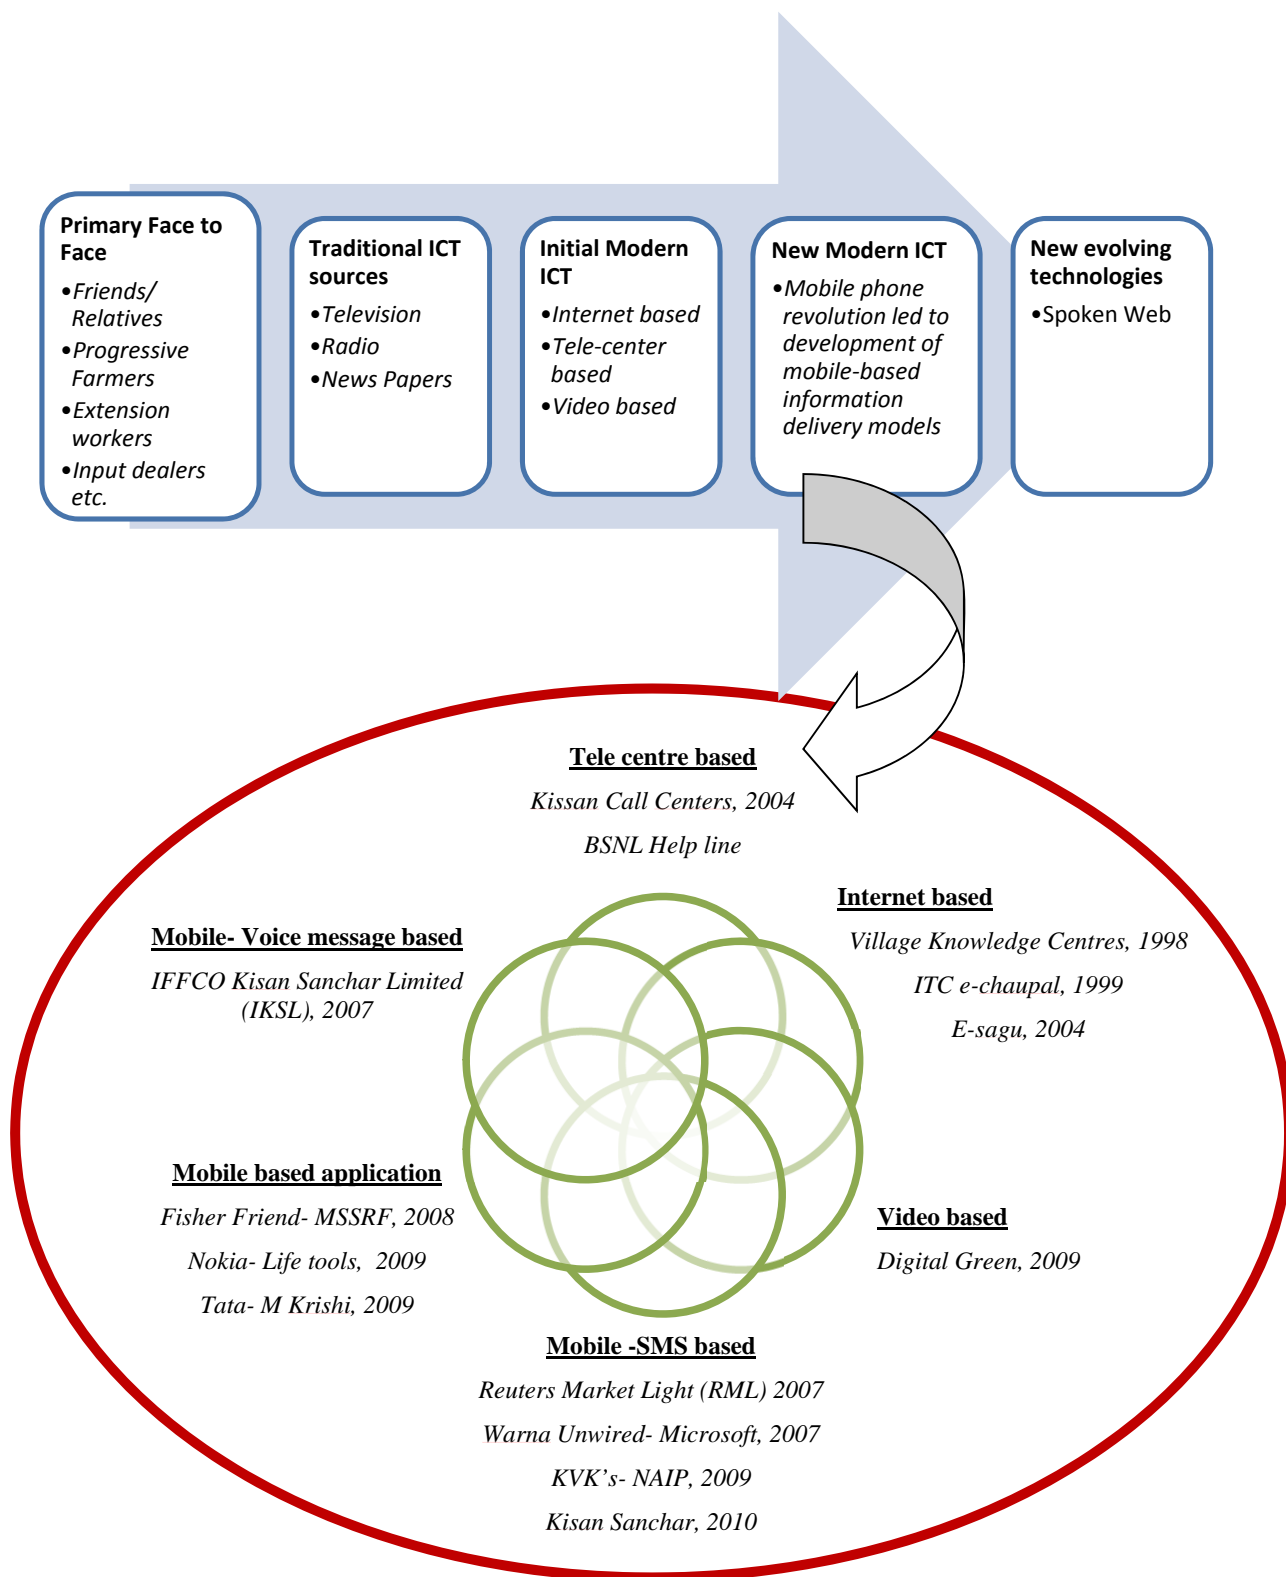 Primary Face to
Face
•Friends/
Relatives
•Progressive
Farmers
•Extension
workers
•Input dealers
etc.
Traditional ICT
sources
•Television
•Radio
•News Papers
Initial Modern
ICT
•Internet based
•Tele-center
based
•Video based
New Modern ICT
•Mobile phone
revolution led to
development of
mobile-based
information
delivery models
New evolving
technologies
•Spoken Web
Tele centre based
Kissan Call Centers, 2004
BSNL Help line
Internet based
Village Knowledge Centres, 1998
ITC e-chaupal, 1999
E-sagu, 2004
Mobile- Voice message based
IFFCO Kisan Sanchar Limited
(IKSL), 2007
Mobile based application
Fisher Friend- MSSRF, 2008
Nokia- Life tools,  2009
Tata- M Krishi, 2009
Video based
Digital Green, 2009
Mobile -SMS based
Reuters Market Light (RML) 2007
Warna Unwired- Microsoft, 2007
KVK’s- NAIP, 2009
Kisan Sanchar, 2010